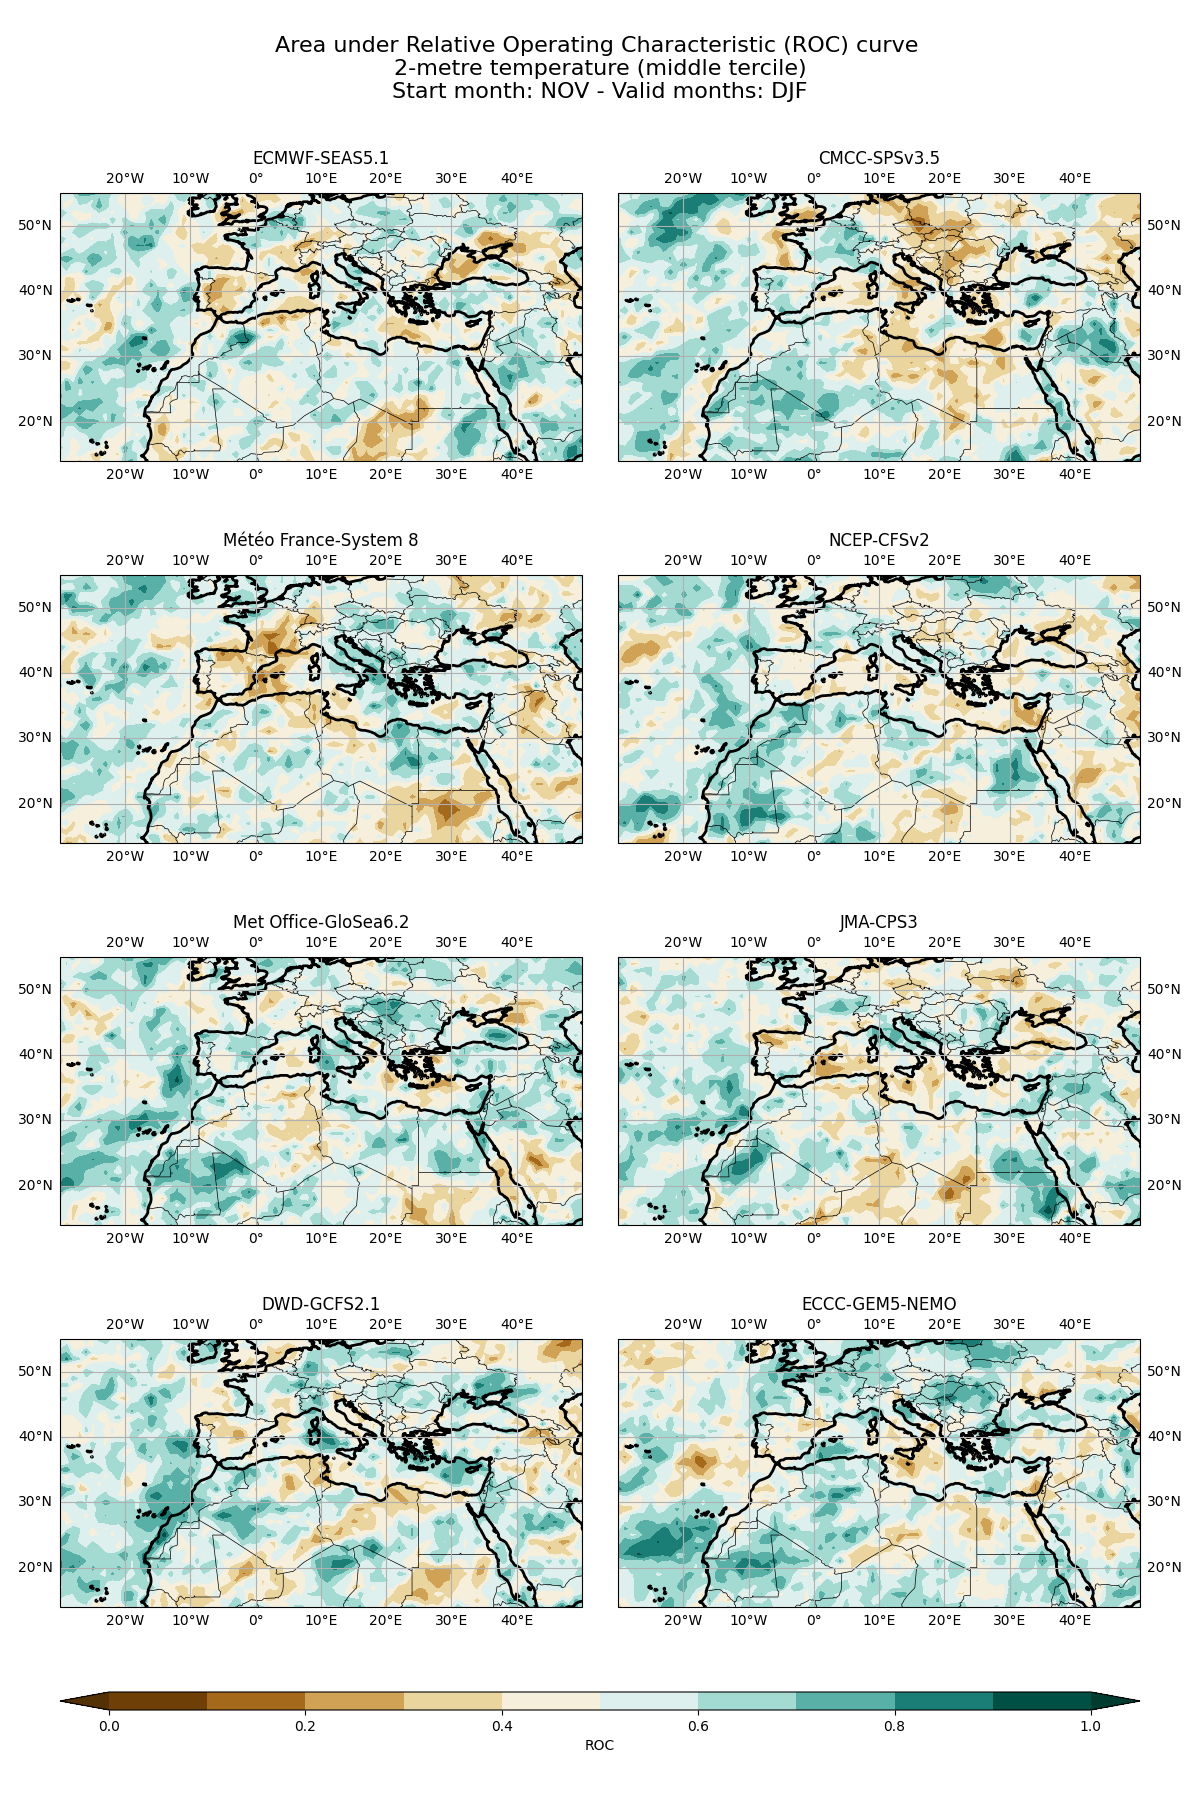 Area under Relative Operating Characteristic (ROC) curve
2-metre temperature (middle tercile)
Start month: NOV - Valid months: DJF
ECMWF-SEAS5.1
CMCC-SPSv3.5
20°W 10°W 0° 10°E 20°E 30°E 40°E
20°W 10°W 0° 10°E 20°E 30°E 40°E
50°N
50°N
40°N
40°N
30°N
30°N
20°N
20°N
20°W 10°W 0° 10°E 20°E 30°E 40°E
20°W 10°W 0° 10°E 20°E 30°E 40°E
Météo France-System 8
NCEP-CFSv2
20°W 10°W 0° 10°E 20°E 30°E 40°E
20°W 10°W 0° 10°E 20°E 30°E 40°E
50°N
50°N
40°N
40°N
30°N
30°N
20°N
20°N
20°W 10°W 0° 10°E 20°E 30°E 40°E
20°W 10°W 0° 10°E 20°E 30°E 40°E
Met Office-GloSea6.2
JMA-CPS3
20°W 10°W 0° 10°E 20°E 30°E 40°E
20°W 10°W 0° 10°E 20°E 30°E 40°E
50°N
50°N
40°N
40°N
30°N
30°N
20°N
20°N
20°W 10°W 0° 10°E 20°E 30°E 40°E
20°W 10°W 0° 10°E 20°E 30°E 40°E
DWD-GCFS2.1
ECCC-GEM5-NEMO
20°W 10°W 0° 10°E 20°E 30°E 40°E
20°W 10°W 0° 10°E 20°E 30°E 40°E
50°N
50°N
40°N
40°N
30°N
30°N
20°N
20°N
20°W 10°W 0° 10°E 20°E 30°E 40°E
20°W 10°W 0° 10°E 20°E 30°E 40°E
0.0 0.2 0.4 0.6 0.8 1.0
ROC